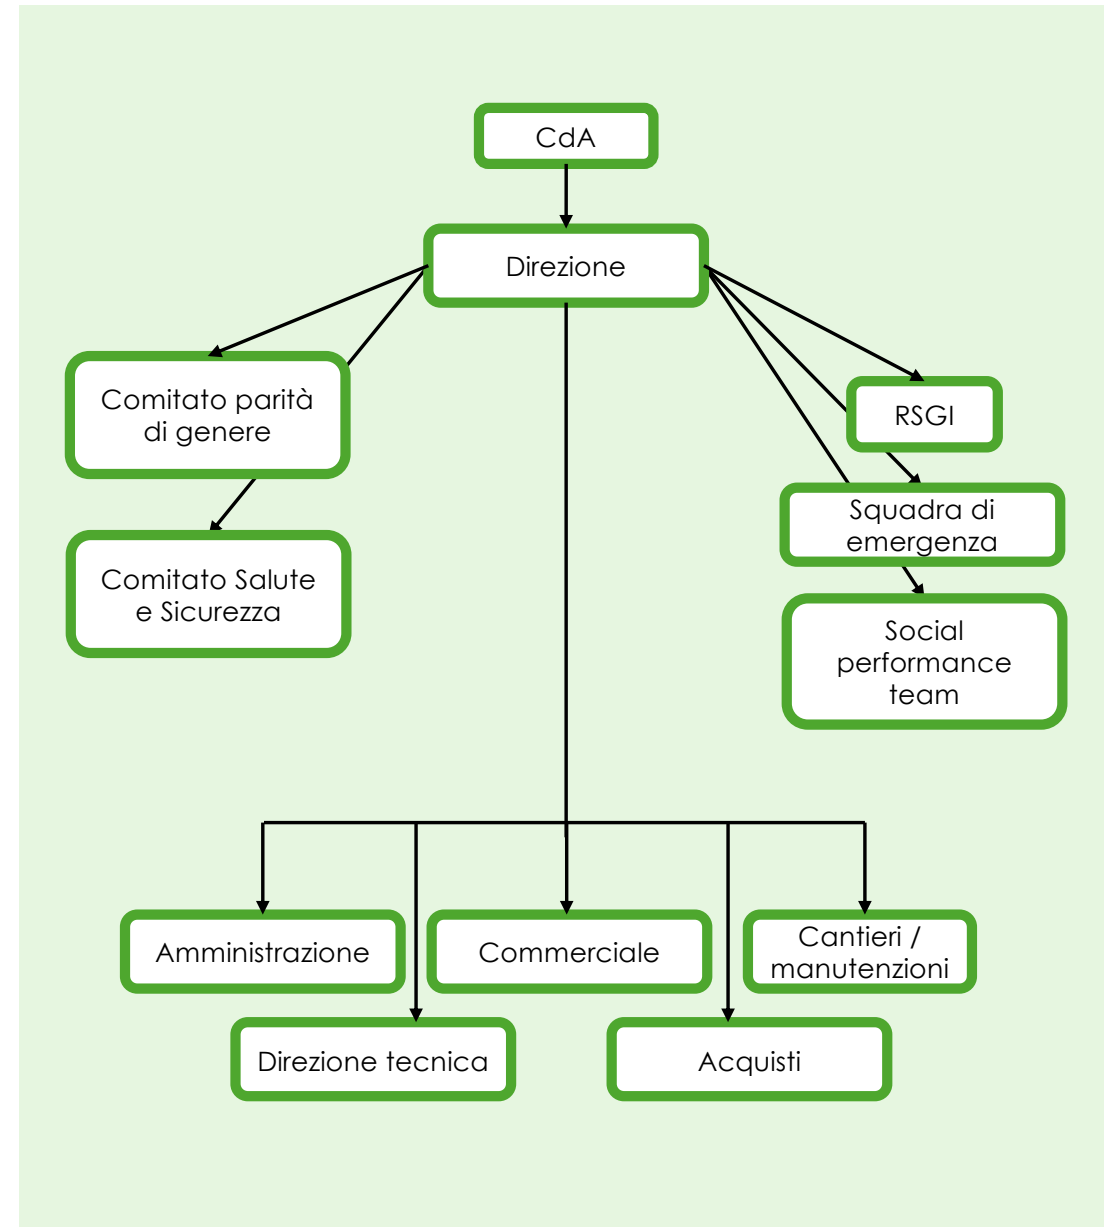 CdA
Direzione
Comitato parità
di genere
RSGI
Squadra di
emergenza
Comitato Salute
e Sicurezza
Social
performance
team
Amministrazione
Commerciale
Cantieri /
manutenzioni
Direzione tecnica
Acquisti